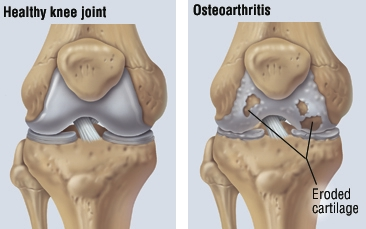 Healthy knee joint
Osteoarthritis
Eroded
cartilage